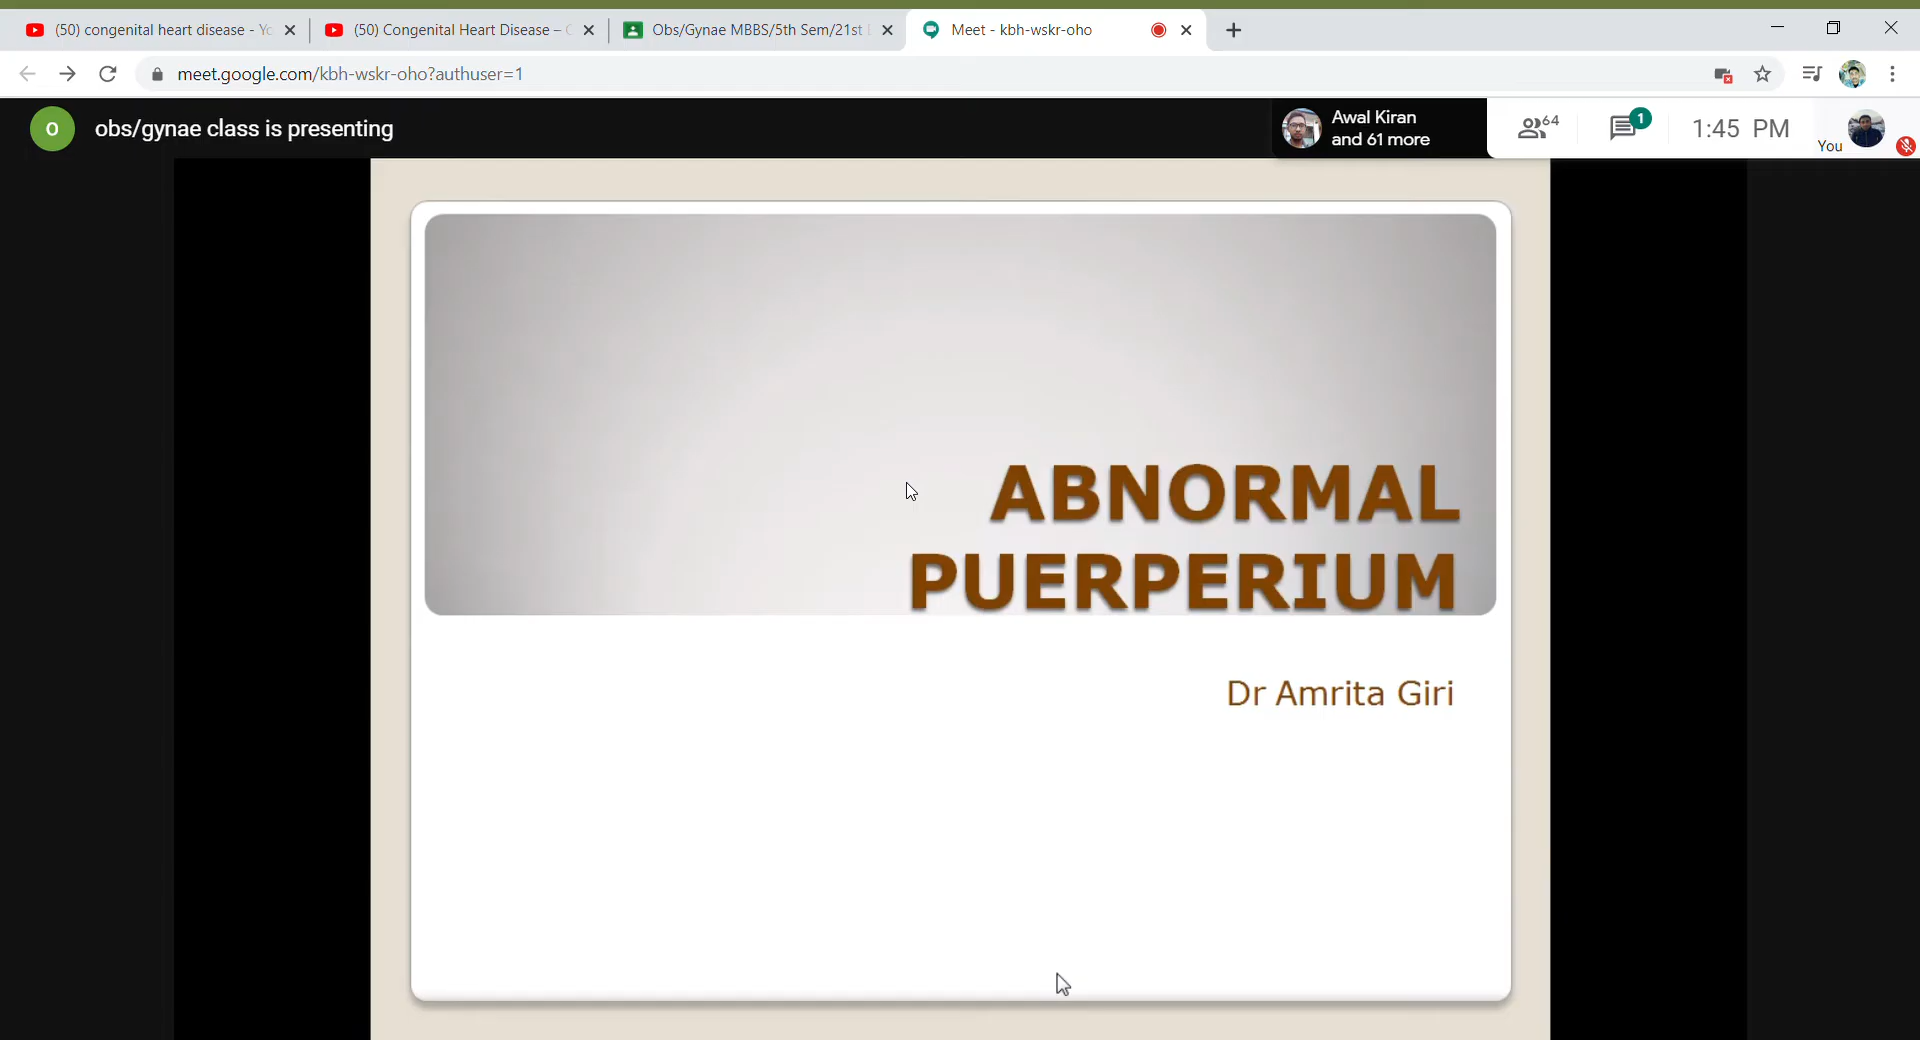 (50) congenital heart disease - Yo
(50) Congenital Heart Disease – C
Obs/Gynae MBBS/5th Sem/21st
Meet - kbh-wskr-oho
meet.google.com/kbh-wskr-oho?authuser=1
O
obs/gynae class is presenting
Awal Kiran
and 61 more
64
1
1:45 PM
You
ABNORMAL
PUERPERIUM
Dr Amrita Giri